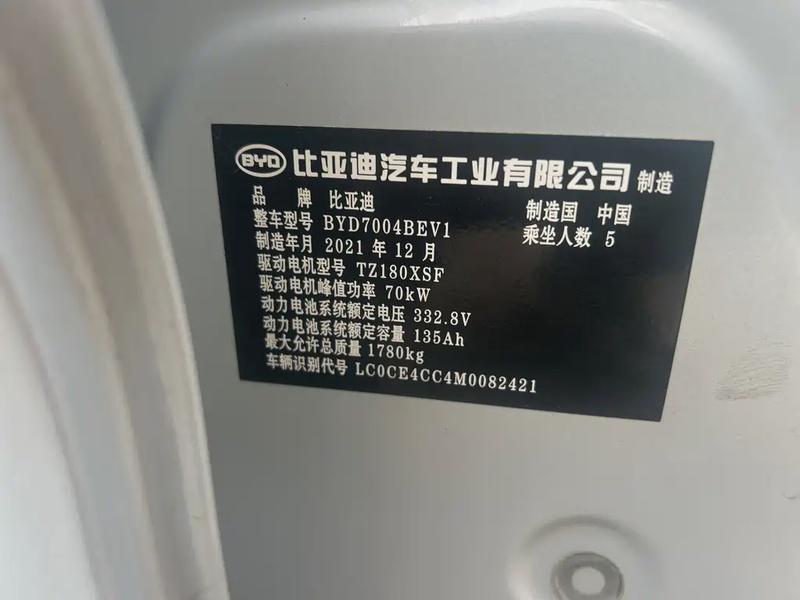 BYD 比亚迪汽车工业有限公司 制造
品 牌 比亚迪 制造国 中国
整车型号 BYD7004BEV1 乘坐人数 5
制造年月 2021 年 12 月
驱动电机型号 TZ180XSF
驱动电机峰值功率 70kW
动力电池系统额定电压 332.8V
动力电池系统额定容量 135Ah
最大允许总质量 1780kg
车辆识别代号 LC0CE4CC4M0082421